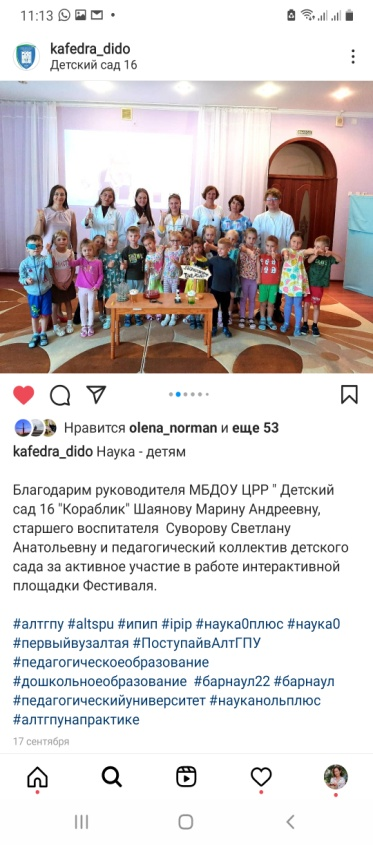 11:13
kafedra_dido
Детский сад 16
Нравится olena_norman и еще 53
kafedra_dido Наука - детям
Благодарим руководителя МБДОУ ЦРР " Детский
сад 16 "Кораблик" Шаянову Марину Андреевну,
старшего воспитателя Суворову Светлану
Анатольевну и педагогический коллектив детского
сада за активное участие в работе интерактивной
площадки Фестиваля.
#алтгпу #altspu #ипип #ipip #наука0плюс #наука0
#первыйвузалтая #ПоступайвАлтГПУ
#педагогическоеобразование
#дошкольноеобразование #барнаул22 #барнаул
#педагогическийуниверситет #науканольплюс
#алтгпунапрактике
17 сентября